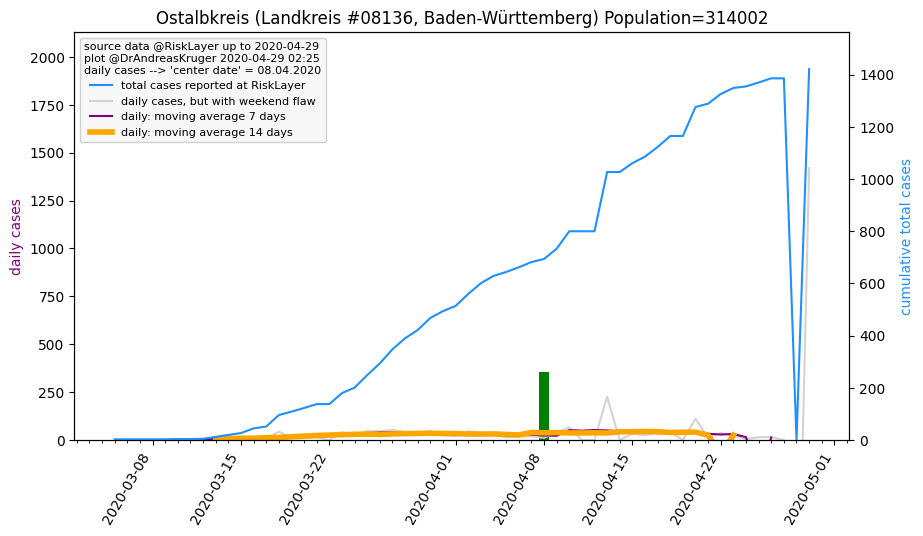 Ostalbkreis (Landkreis #08136, Baden-Württemberg) Population=314002
source data @RiskLayer up to 2020-04-29
plot @DrAndreasKruger 2020-04-29 02:25
daily cases --> 'center date' = 08.04.2020
total cases reported at RiskLayer
daily cases, but with weekend flaw
daily: moving average 7 days
daily: moving average 14 days
daily cases
2000
1750
1500
1250
1000
750
500
250
0
1400
1200
1000
800
600
400
200
0
cumulative total cases
2020-03-08
2020-03-15
2020-03-22
2020-04-01
2020-04-08
2020-04-15
2020-04-22
2020-05-01